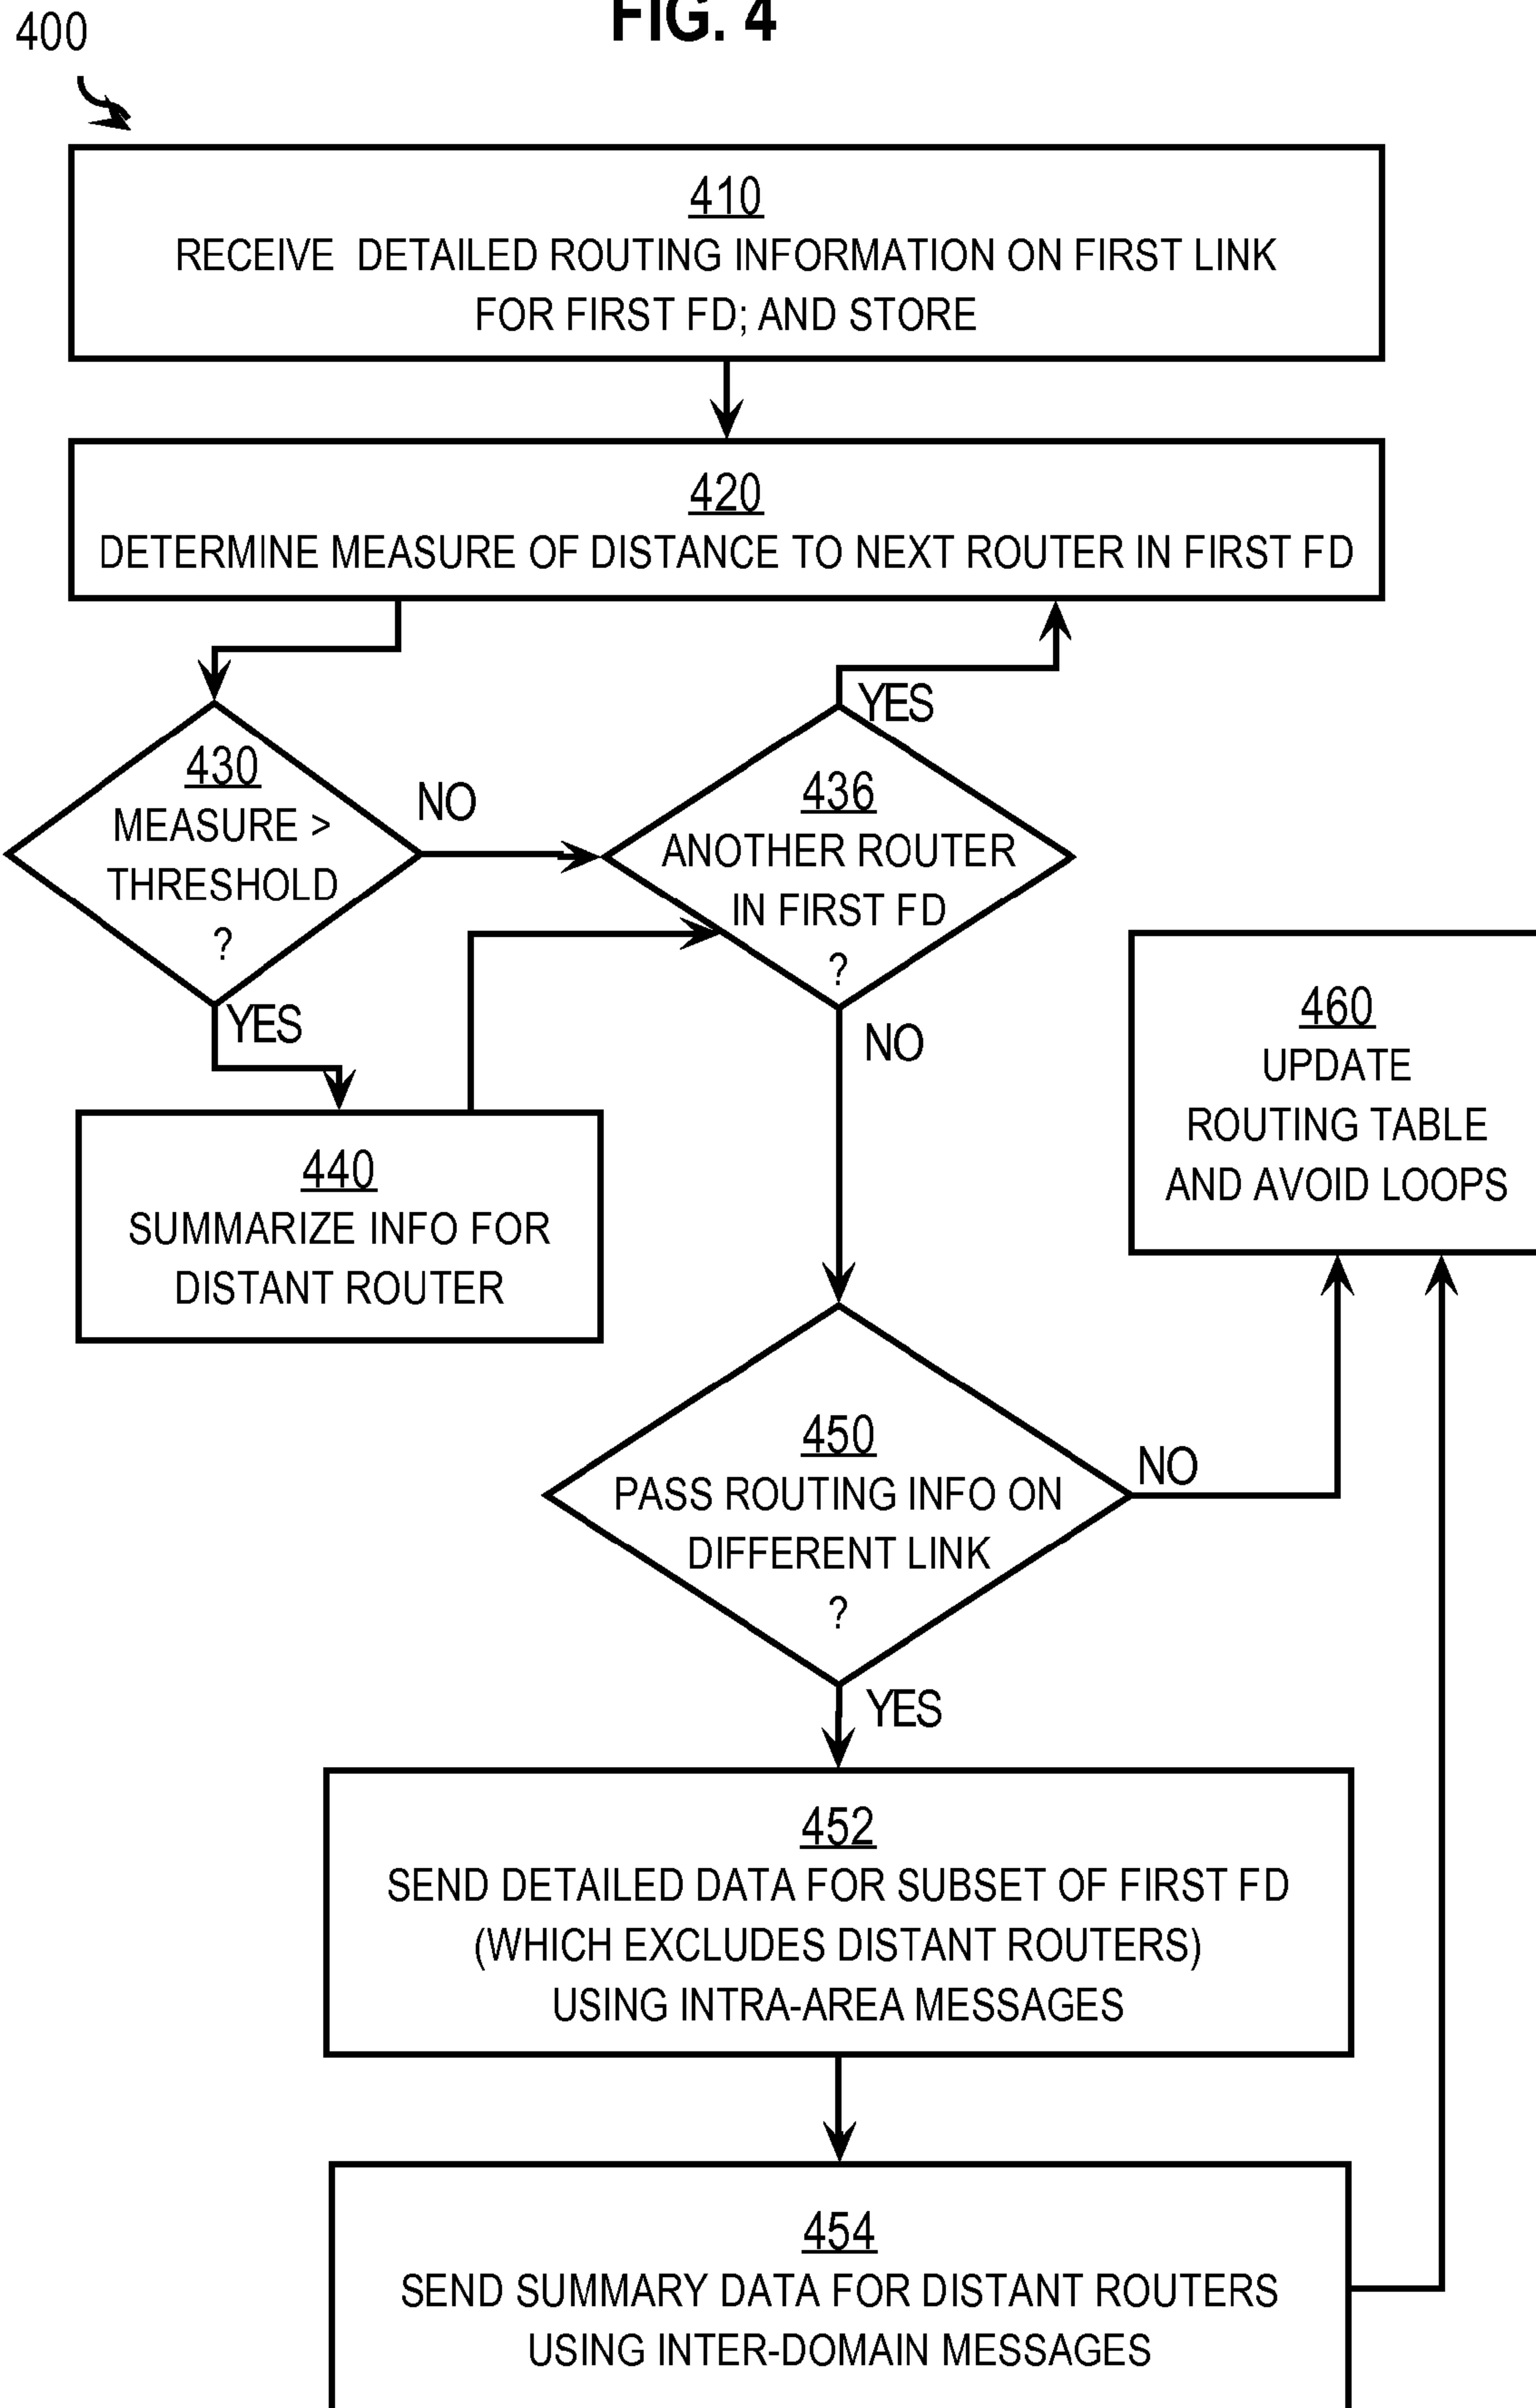 FIG. 4
400
410
RECEIVE DETAILED ROUTING INFORMATION ON FIRST LINK
FOR FIRST FD; AND STORE
420
DETERMINE MEASURE OF DISTANCE TO NEXT ROUTER IN FIRST FD
YES
430
MEASURE >
THRESHOLD
?
NO
436
ANOTHER ROUTER
IN FIRST FD
?
YES
NO
460
UPDATE
ROUTING TABLE
AND AVOID LOOPS
440
SUMMARIZE INFO FOR
DISTANT ROUTER
450
PASS ROUTING INFO ON
DIFFERENT LINK
?
NO
YES
452
SEND DETAILED DATA FOR SUBSET OF FIRST FD
(WHICH EXCLUDES DISTANT ROUTERS)
USING INTRA-AREA MESSAGES
454
SEND SUMMARY DATA FOR DISTANT ROUTERS
USING INTER-DOMAIN MESSAGES